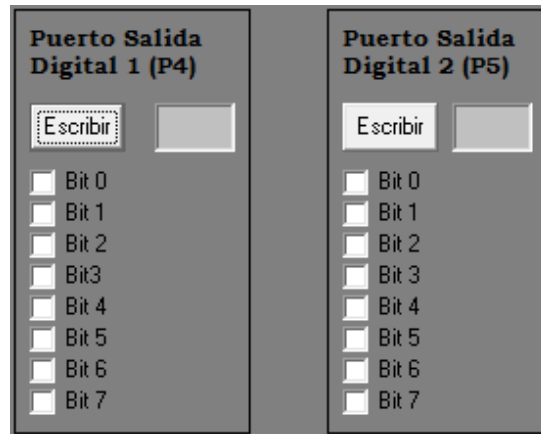 Puerto Salida
Digital 1 (P4)
Escribir
Bit 0
Bit 1
Bit 2
Bit3
Bit 4
Bit 5
Bit 6
Bit 7
Puerto Salida
Digital 2 (P5)
Escribir
Bit 0
Bit 1
Bit 2
Bit 3
Bit 4
Bit 5
Bit 6
Bit 7